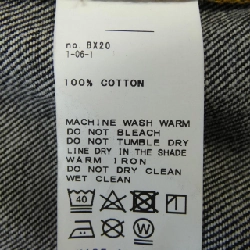 no. BX20
1-06-1
100% COTTON
MACHINE WASH WARM
DO NOT BLEACH
DO NOT TUMBLE DRY
LINE DRY IN THE SHADE
WARM IRON
DO NOT DRY CLEAN
WET CLEAN
40
W